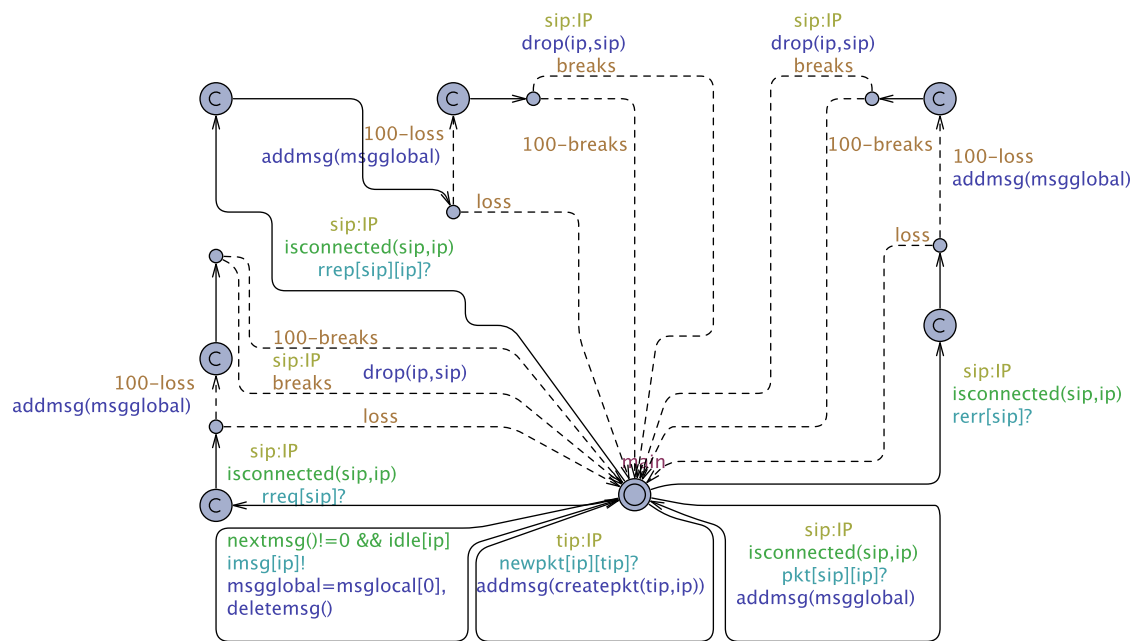 sip:IP
drop(ip,sip)
breaks
sip:IP
drop(ip,sip)
breaks
C
C
C
100-loss
addmsg(msgglobal)
100-breaks
100-breaks
100-loss
addmsg(msgglobal)
loss
sip:IP
isconnected(sip,ip)
rrep[sip][ip]?
loss
C
100-breaks
sip:IP
breaks
drop(ip,sip)
C
100-loss
addmsg(msgglobal)
loss
sip:IP
isconnected(sip,ip)
rerr[sip]?
sip:IP
isconnected(sip,ip)
rreq[sip]?
C
main
nextmsg()!=0 && idle[ip]
imsg[ip]!
msgglobal=msglocal[0],
deletemsg()
tip:IP
newpkt[ip][tip]?
addmsg(createpkt(tip,ip))
sip:IP
isconnected(sip,ip)
pkt[sip][ip]?
addmsg(msgglobal)